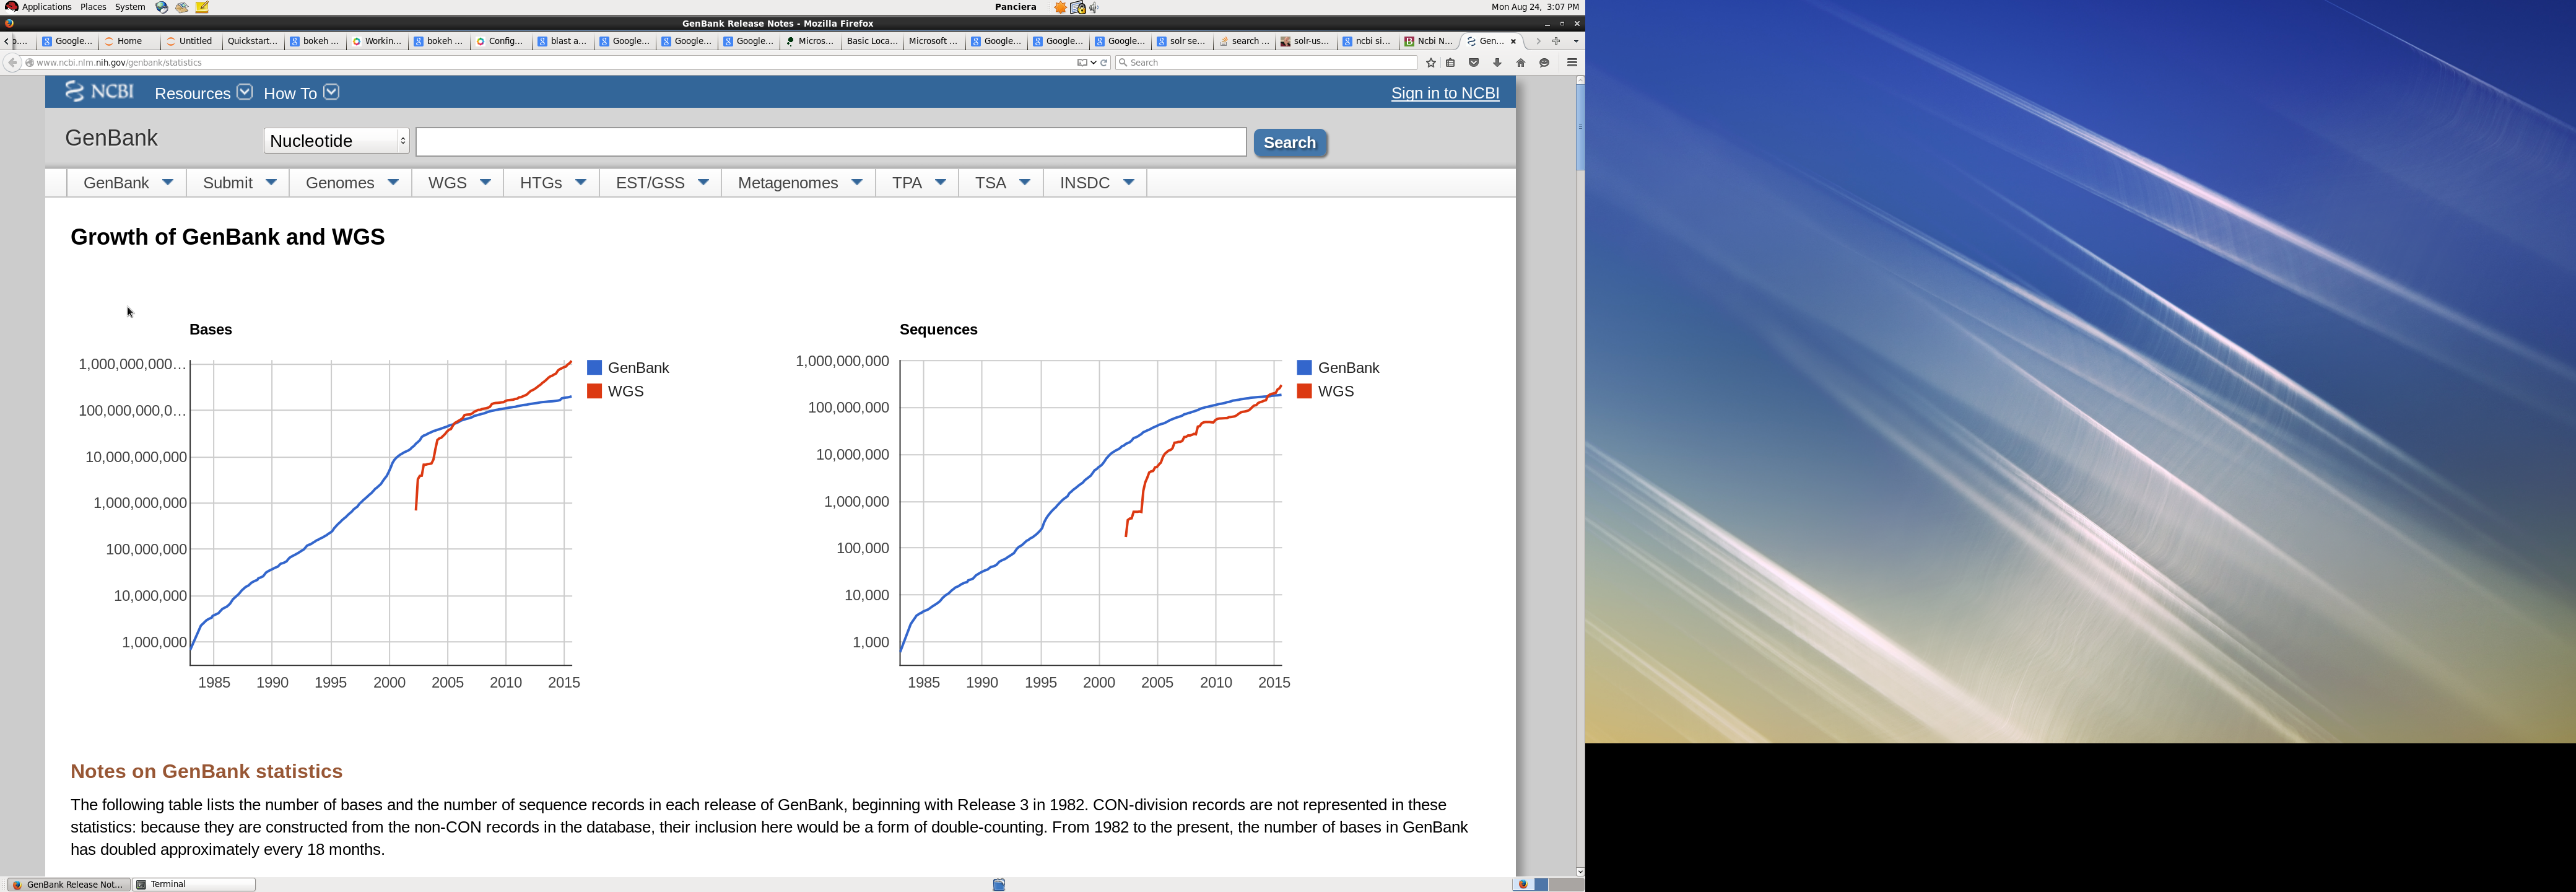 Applications Places System Panciera Mon Aug 24, 3:07 PM
GenBank Release Notes - Mozilla Firefox
Google... Home Untitled Quickstart... bokeh ... Workin... bokeh ... Config... blast a... Google... Google... Google... Micros... Basic Loca... Microsoft ... Google... Google... Google... solr se... search ... solr-us... ncbi si... Ncbi N... Gen...
www.ncbi.nlm.nih.gov/genbank/statistics Search
NCBI Resources How To Sign in to NCBI
GenBank Nucleotide Search
GenBank Submit Genomes WGS HTGs EST/GSS Metagenomes TPA TSA INSDC
Growth of GenBank and WGS
Bases
1,000,000,000...
100,000,000,0...
10,000,000,000
1,000,000,000
100,000,000
10,000,000
1,000,000
1985 1990 1995 2000 2005 2010 2015
GenBank
WGS
Sequences
1,000,000,000
100,000,000
10,000,000
1,000,000
100,000
10,000
1,000
1985 1990 1995 2000 2005 2010 2015
GenBank
WGS
Notes on GenBank statistics
The following table lists the number of bases and the number of sequence records in each release of GenBank, beginning with Release 3 in 1982. CON-division records are not represented in these
statistics: because they are constructed from the non-CON records in the database, their inclusion here would be a form of double-counting. From 1982 to the present, the number of bases in GenBank
has doubled approximately every 18 months.
GenBank Release Not... Terminal